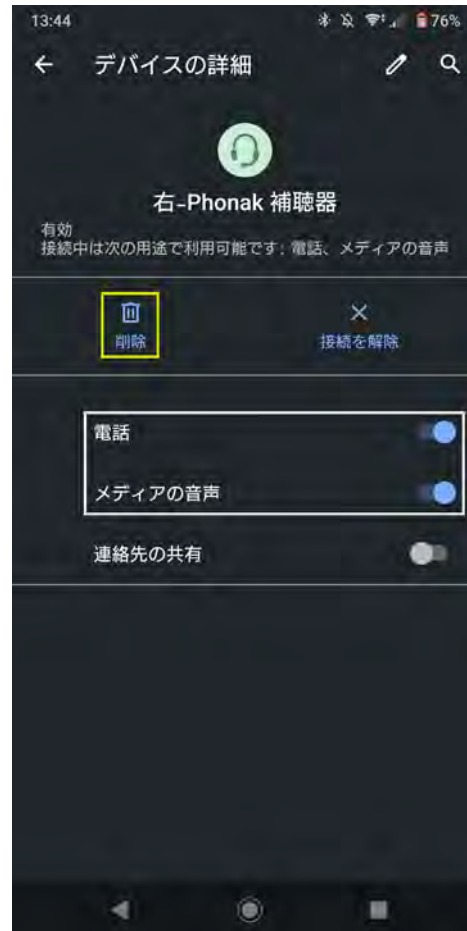 13:44 76%
デバイスの詳細
右-Phonak 補聴器
有効
接続中は次の用途で利用可能です: 電話、メディアの音声
削除 接続を解除
電話
メディアの音声
連絡先の共有